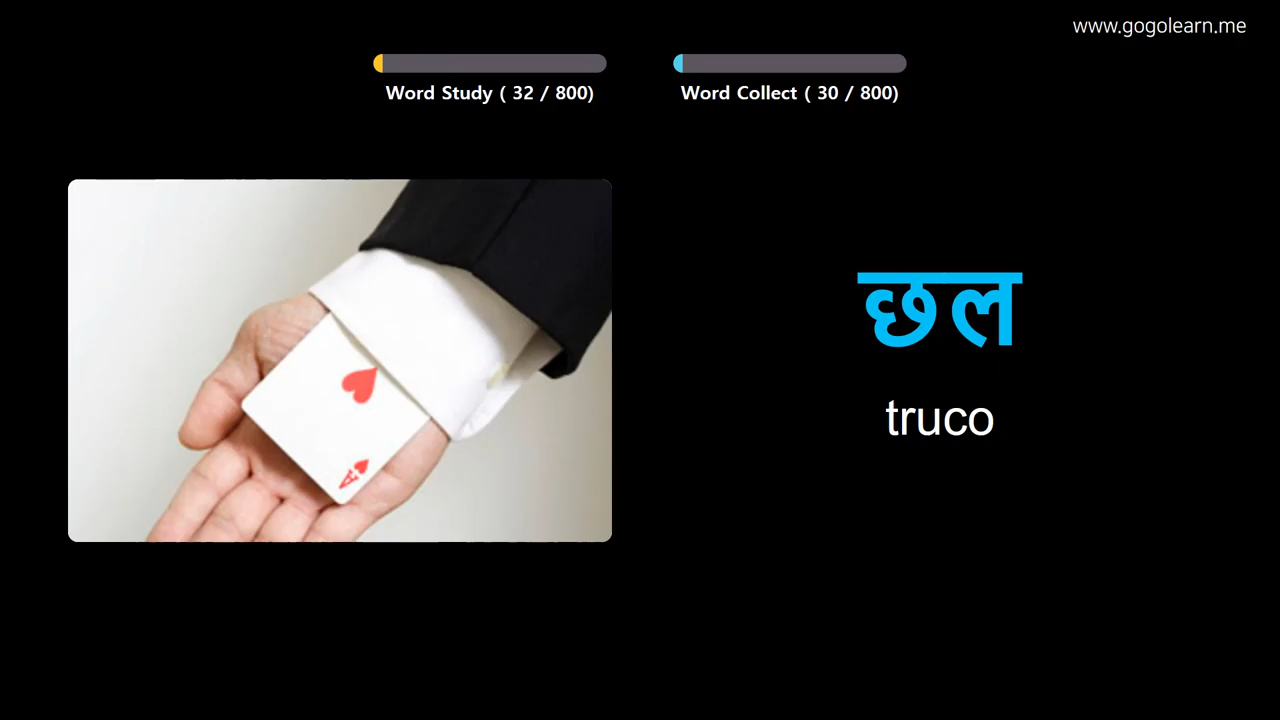 www.gogolearn.me
Word Study ( 32 / 800)
Word Collect ( 30 / 800)
छल
truco
A